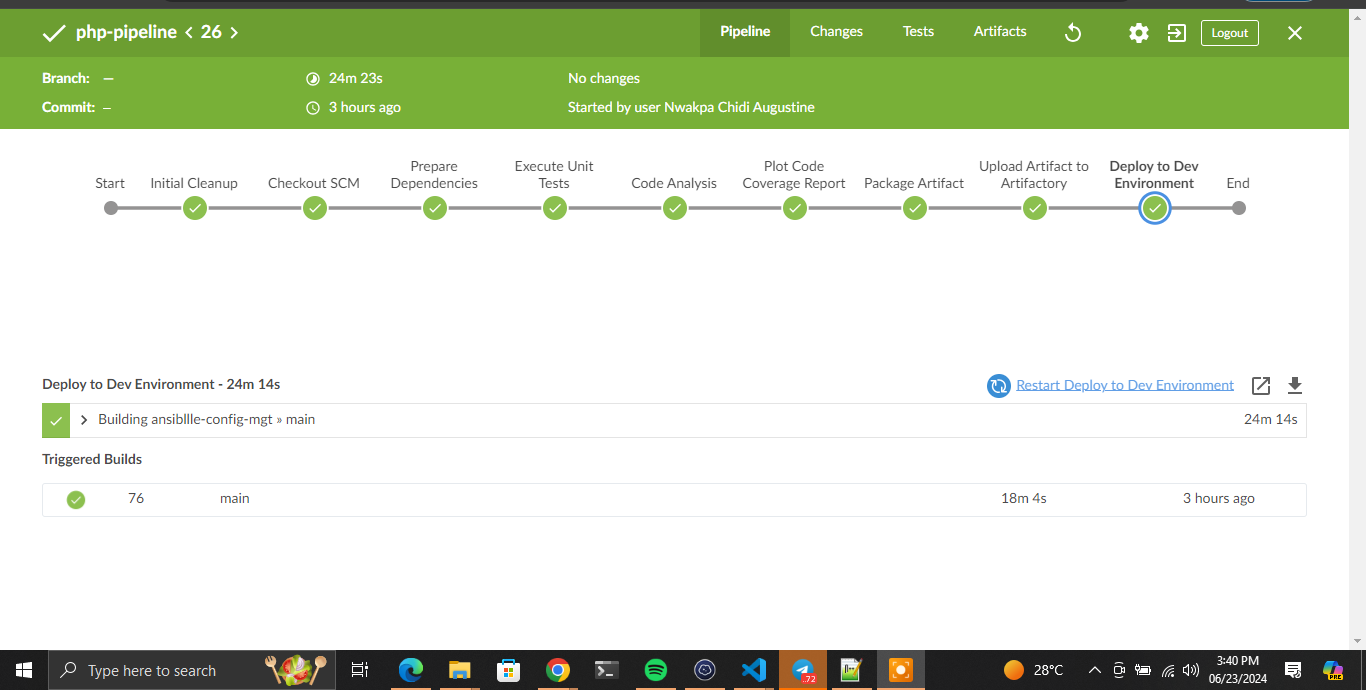 php-pipeline < 26 >
Pipeline
Changes
Tests
Artifacts
Logout
Branch: —
24m 23s
No changes
Commit: –
3 hours ago
Started by user Nwakpa Chidi Augustine
Start
Initial Cleanup
Checkout SCM
Prepare
Dependencies
Execute Unit
Tests
Code Analysis
Plot Code
Coverage Report
Package Artifact
Upload Artifact to
Artifactory
Deploy to Dev
Environment
End
Deploy to Dev Environment - 24m 14s
Restart Deploy to Dev Environment
Building ansibllle-config-mgt » main
24m 14s
Triggered Builds
76
main
18m 4s
3 hours ago
Type here to search
.72
28°C
3:40 PM
06/23/2024
PRE